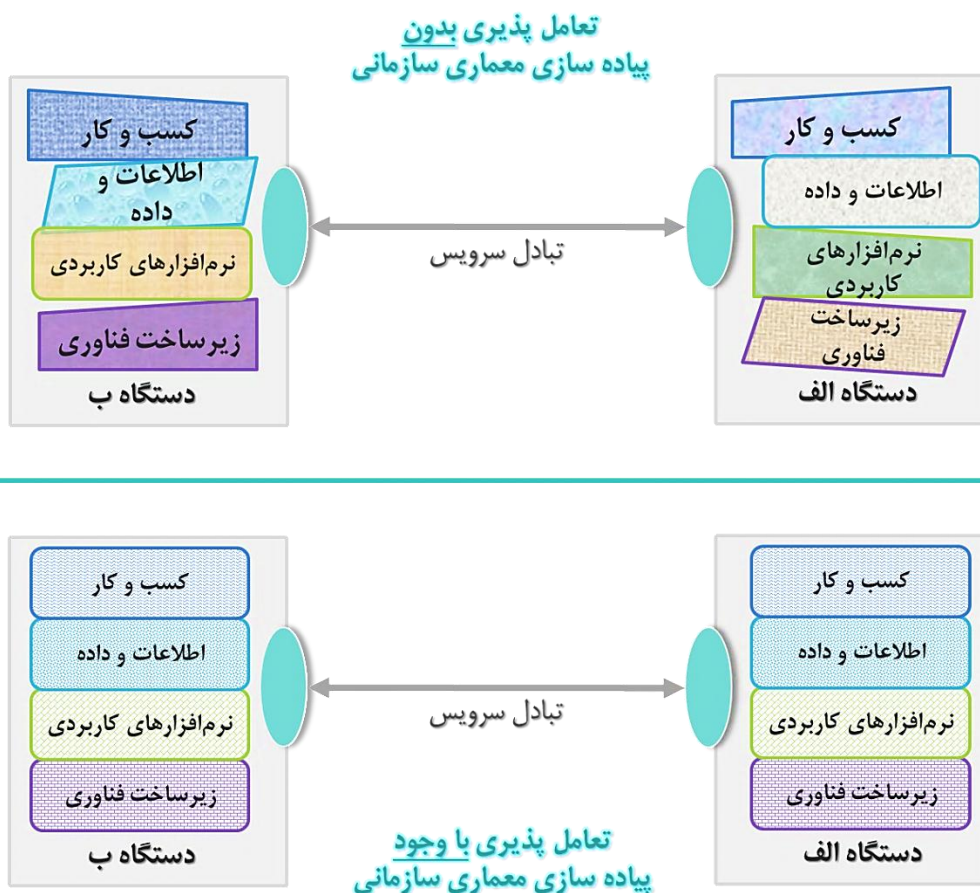 تعامل پذیری بدون
پیاده سازی معماری سازمانی
کسب و کار
اطلاعات و داده
نرم‌افزارهای
کاربردی
زیرساخت
فناوری
دستگاه الف
تبادل سرویس
کسب و کار
اطلاعات و
داده
نرم‌افزارهای کاربردی
زیرساخت فناوری
دستگاه ب
کسب و کار
اطلاعات و داده
نرم‌افزارهای کاربردی
زیرساخت فناوری
دستگاه الف
تبادل سرویس
کسب و کار
اطلاعات و داده
نرم‌افزارهای کاربردی
زیرساخت فناوری
دستگاه ب
تعامل پذیری با وجود
پیاده سازی معماری سازمانی